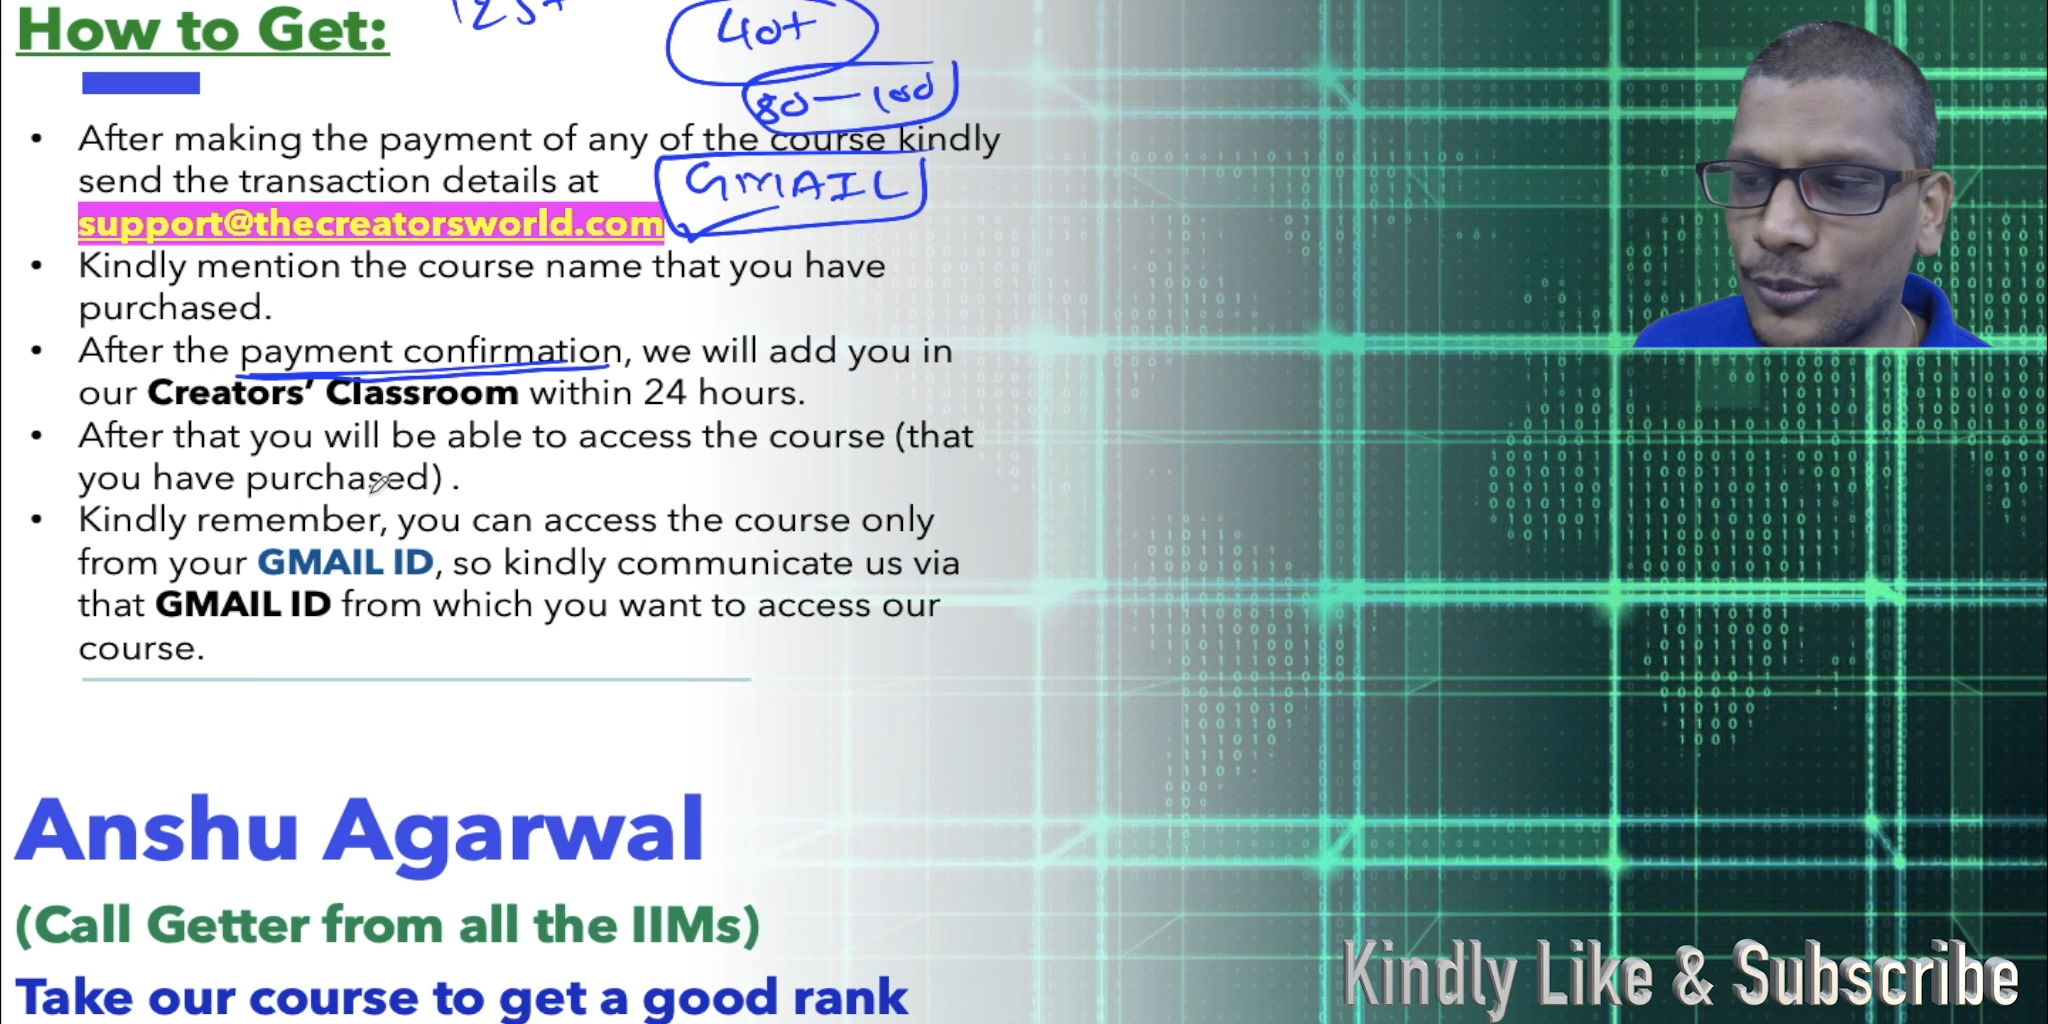 How to Get:
125+
40+
80-100
• After making the payment of any of the course kindly
send the transaction details at
GMAIL
support@thecreatorsworld.com
• Kindly mention the course name that you have
purchased.
• After the payment confirmation, we will add you in
our Creators’ Classroom within 24 hours.
• After that you will be able to access the course (that
you have purchased) .
• Kindly remember, you can access the course only
from your GMAIL ID, so kindly communicate us via
that GMAIL ID from which you want to access our
course.
Anshu Agarwal
(Call Getter from all the IIMs)
Take our course to get a good rank
Kindly Like & Subscribe